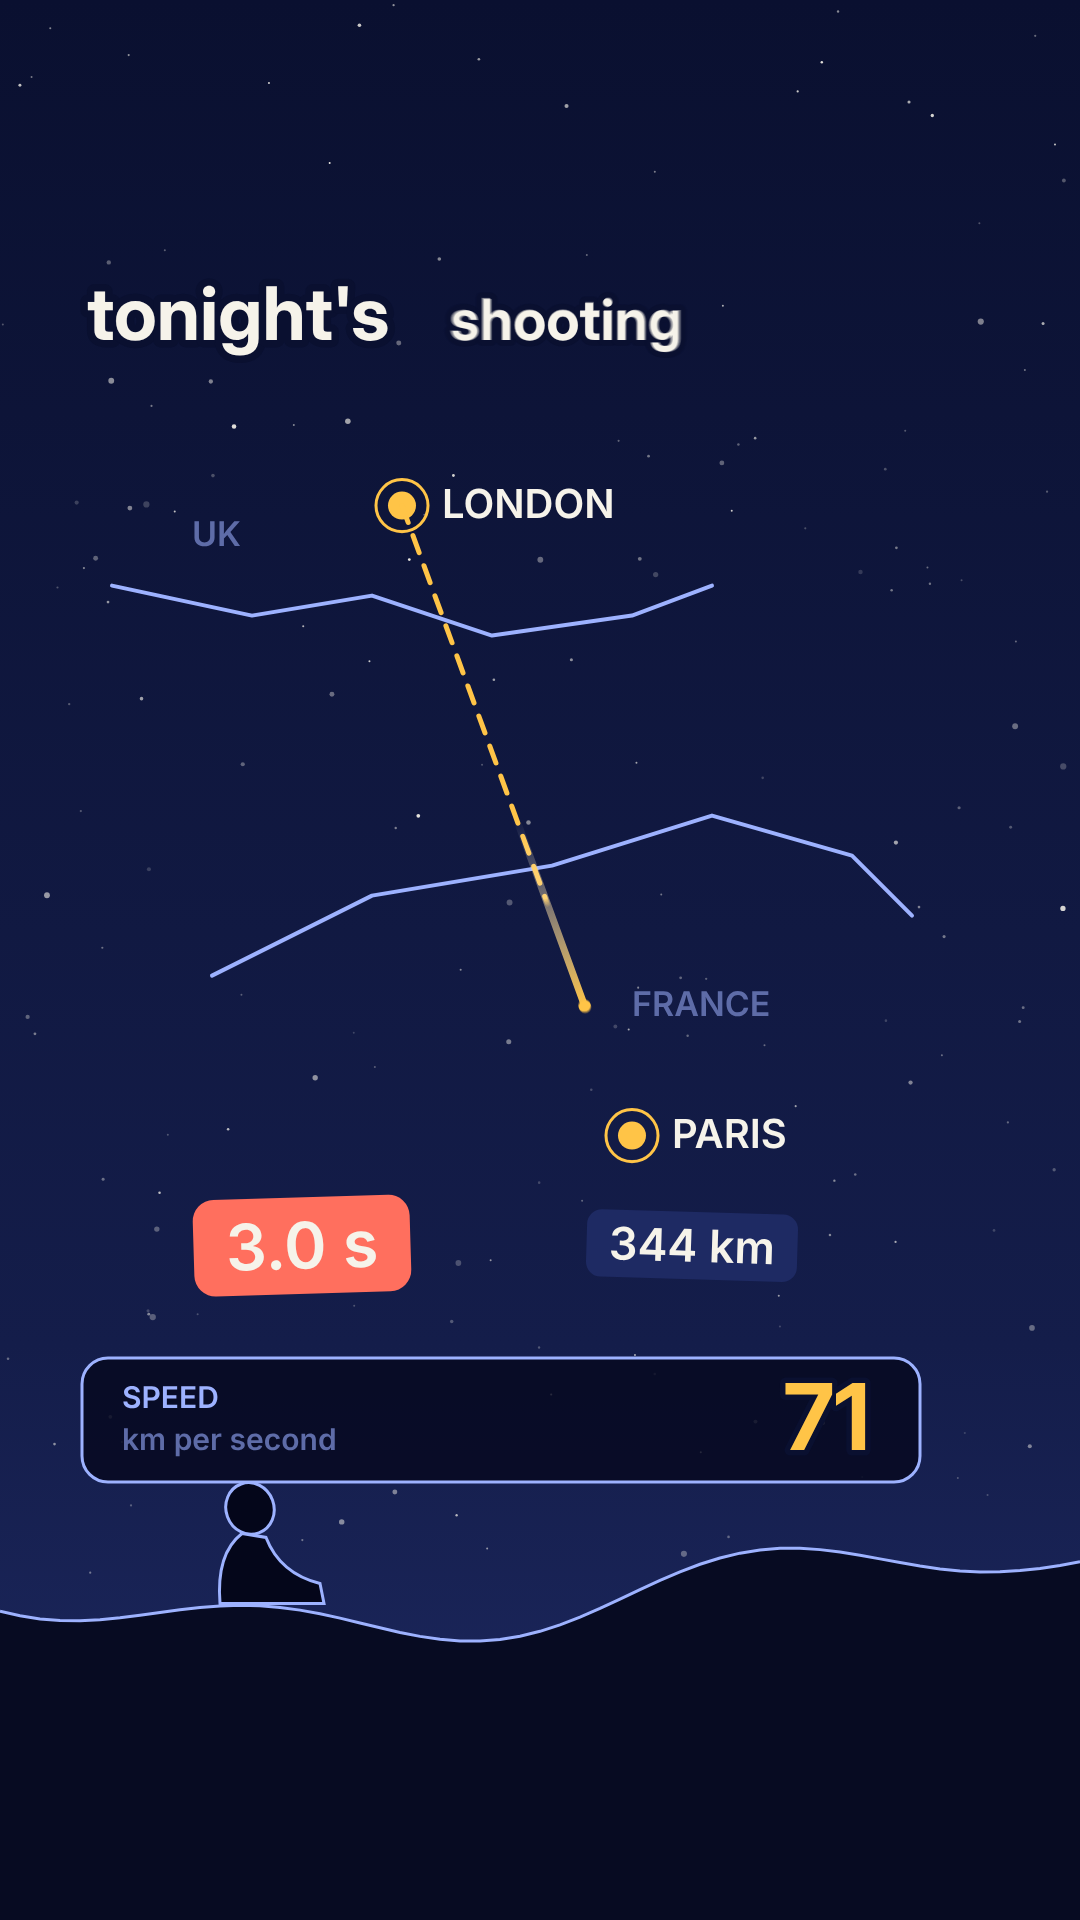 tonight's shooting
LONDON
UK
FRANCE
PARIS
3.0 s
344 km
SPEED
km per second
71